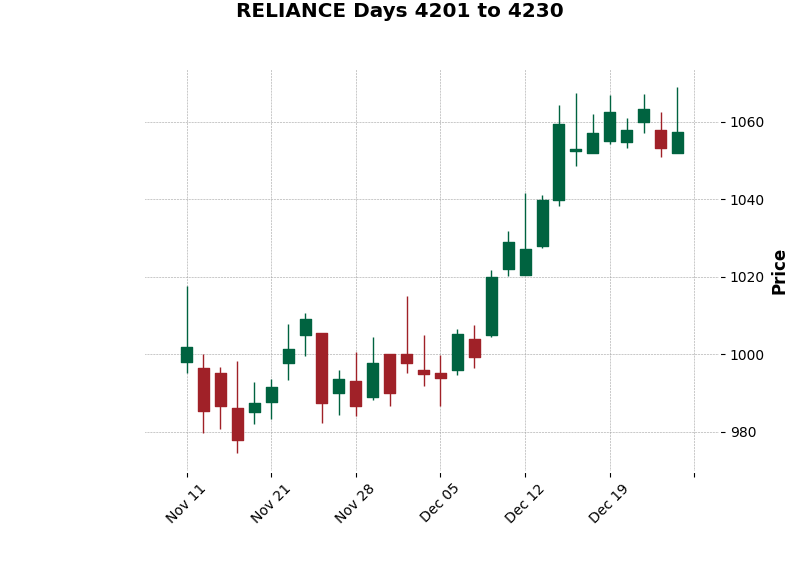 RELIANCE Days 4201 to 4230
1060
1040
1020
1000
980
Price
Nov 11
Nov 21
Nov 28
Dec 05
Dec 12
Dec 19